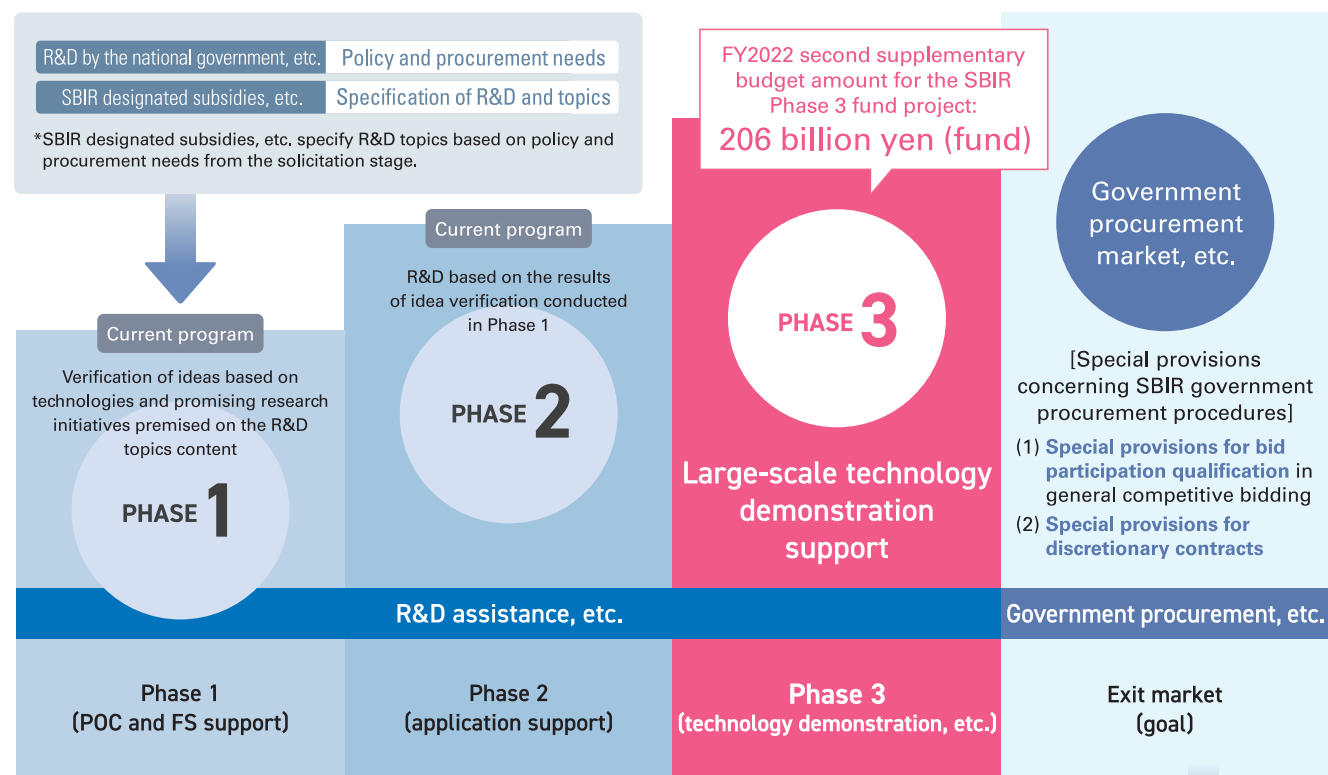 R&D by the national government, etc. Policy and procurement needs
SBIR designated subsidies, etc. Specification of R&D and topics
*SBIR designated subsidies, etc. specify R&D topics based on policy and
procurement needs from the solicitation stage.
Current program
Verification of ideas based on
technologies and promising research
initiatives premised on the R&D
topics content
PHASE 1
Current program
R&D based on the results
of idea verification conducted
in Phase 1
PHASE 2
FY2022 second supplementary
budget amount for the SBIR
Phase 3 fund project:
206 billion yen (fund)
PHASE 3
Large-scale technology
demonstration
support
Government
procurement
market, etc.
[Special provisions
concerning SBIR government
procurement procedures]
(1) Special provisions for bid
participation qualification in
general competitive bidding
(2) Special provisions for
discretionary contracts
R&D assistance, etc.
Government procurement, etc.
Phase 1
(POC and FS support)
Phase 2
(application support)
Phase 3
(technology demonstration, etc.)
Exit market
(goal)